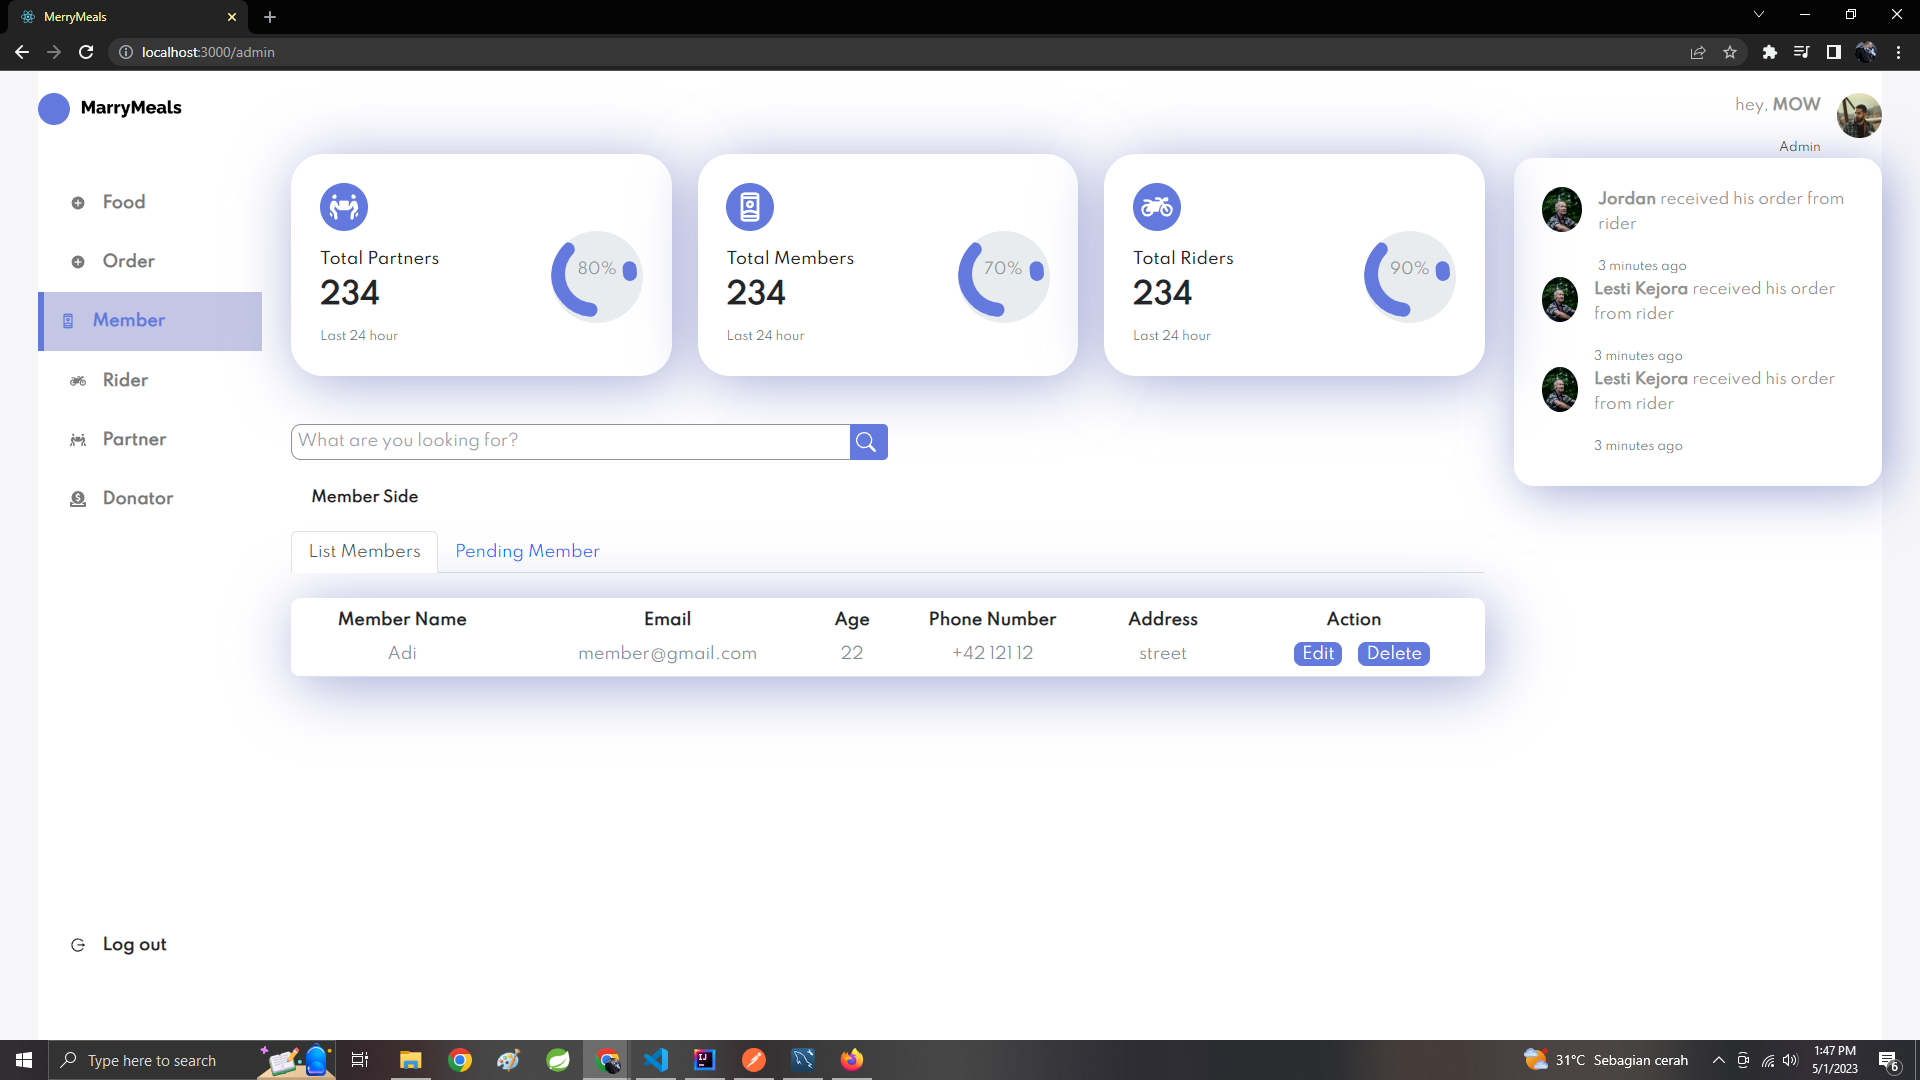 MerryMeals
localhost:3000/admin
MarryMeals
hey, MOW
Admin
Food
Order
Member
Rider
Partner
Donator
Log out
Total Partners
234
Last 24 hour
80%
Total Members
234
Last 24 hour
70%
Total Riders
234
Last 24 hour
90%
Jordan received his order from
rider
3 minutes ago
Lesti Kejora received his order
from rider
3 minutes ago
Lesti Kejora received his order
from rider
3 minutes ago
What are you looking for?
Member Side
List Members Pending Member
Member Name Email Age Phone Number Address Action
Adi member@gmail.com 22 +42 121 12 street Edit Delete
Type here to search
31°C Sebagian cerah
1:47 PM
5/1/2023
6